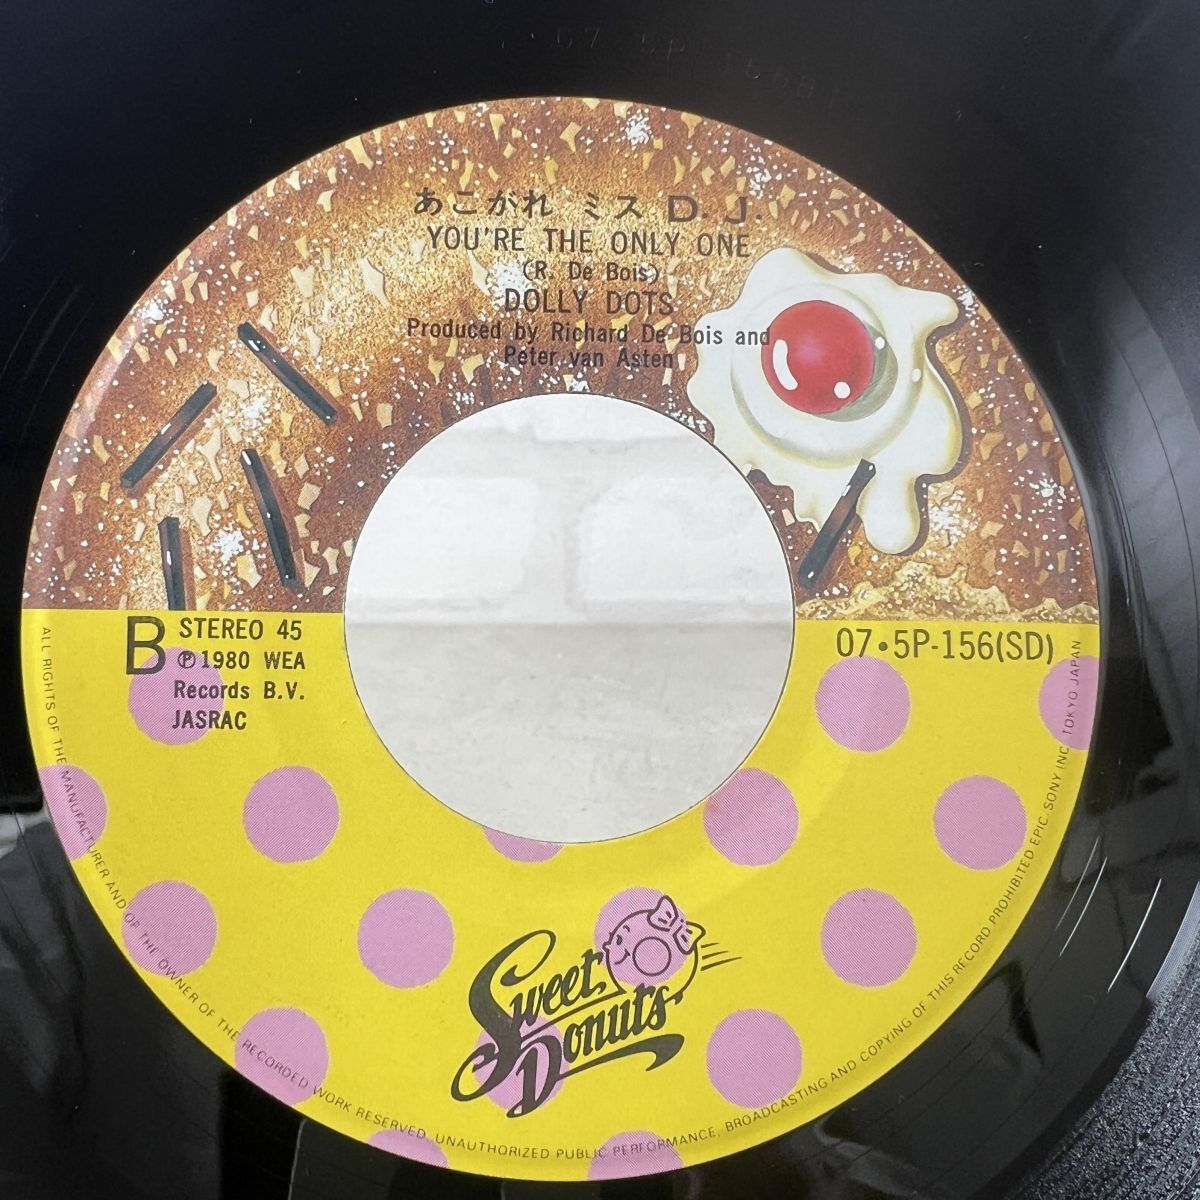 あこがれ ミス D.J.
YOU'RE THE ONLY ONE
(R. De Bois)
DOLLY DOTS
Produced by Richard De Bois and
Peter van Asten
B
STEREO 45
℗1980 WEA
Records B.V.
JASRAC
07•5P-156(SD)
Sweet
Donuts
ALL RIGHTS OF THE MANUFACTURER AND OF THE OWNER OF THE RECORDED WORK RESERVED. UNAUTHORIZED PUBLIC PERFORMANCE, BROADCASTING AND COPYING OF THIS RECORD PROHIBITED EPIC. SONY INC. TOKYO JAPAN